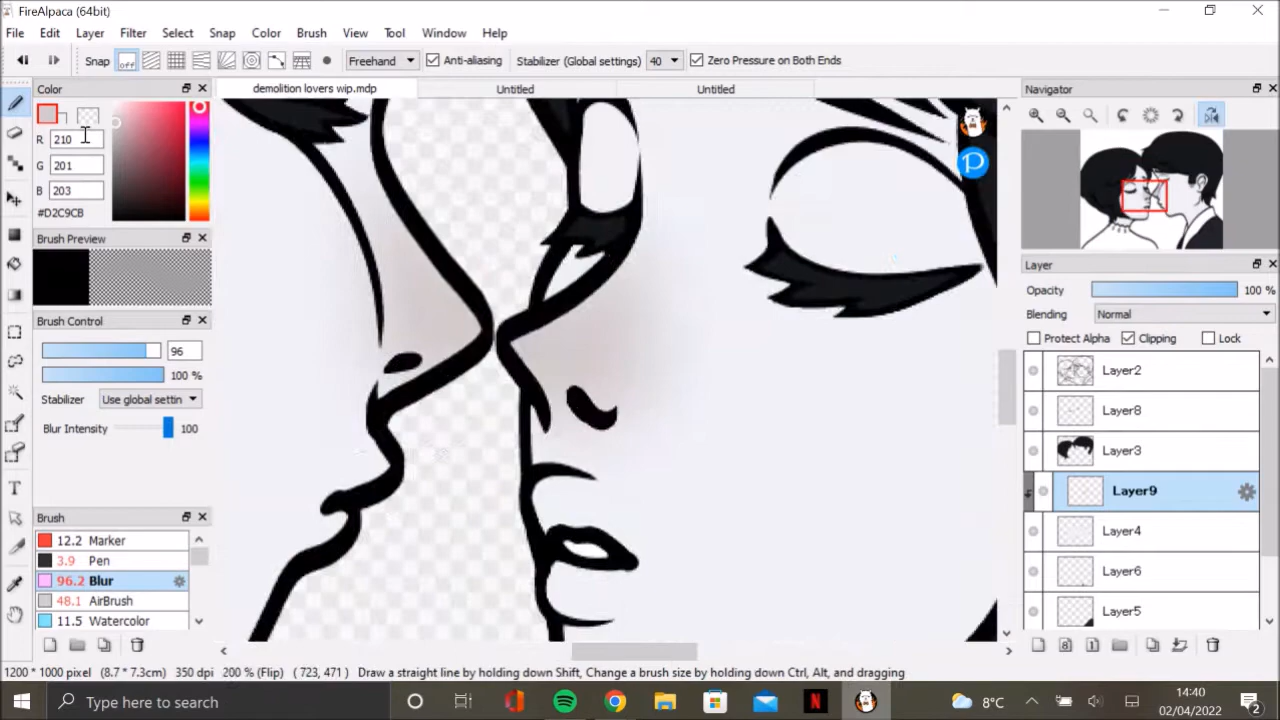 FireAlpaca (64bit)
File Edit Layer Filter Select Snap Color Brush View Tool Window Help
Snap off Freehand Anti-aliasing Stabilizer (Global settings) 40 Zero Pressure on Both Ends
Color demolition lovers wip.mdp Untitled Untitled Navigator
R 210
G 201
B 203
#D2C9CB
Brush Preview
Layer
Opacity 100 %
Blending Normal
Protect Alpha Clipping Lock
Brush Control
96
100 %
Stabilizer Use global settin
Blur Intensity 100
Layer2
Layer8
Layer3
Layer9
Layer4
Layer6
Layer5
Brush
12.2 Marker
3.9 Pen
96.2 Blur
48.1 AirBrush
11.5 Watercolor
1200 * 1000 pixel (8.7 * 7.3cm) 350 dpi 200 % (Flip) ( 723, 471 ) Draw a straight line by holding down Shift, Change a brush size by holding down Ctrl, Alt, and dragging
Type here to search
8°C
14:40
02/04/2022
2